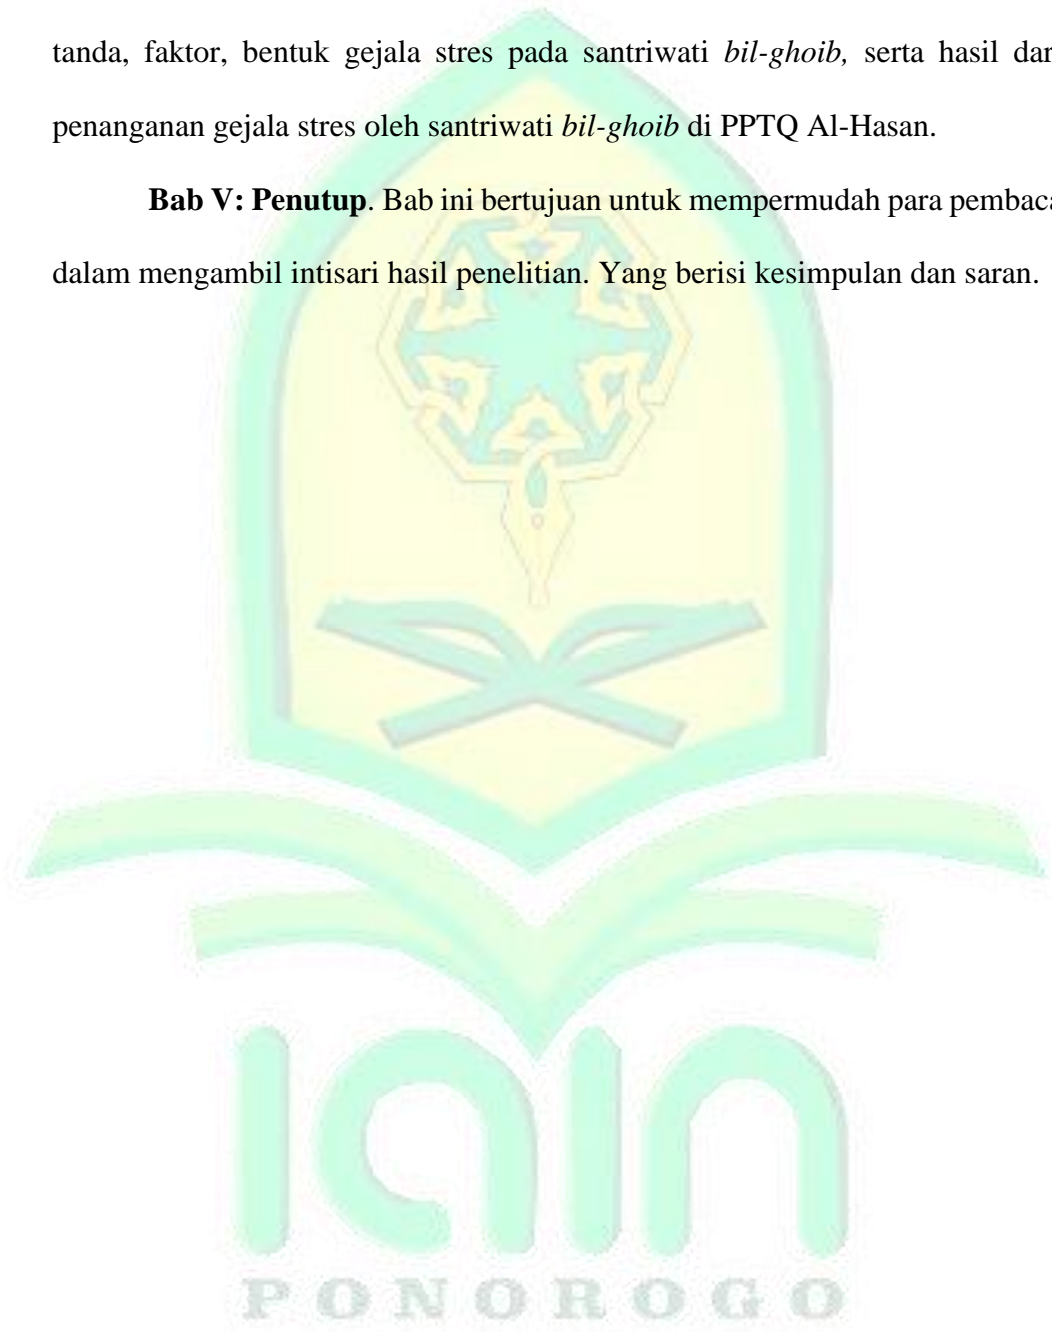 tanda, faktor, bentuk gejala stres pada santriwati bil-ghoib, serta hasil dar
penanganan gejala stres oleh santriwati bil-ghoib di PPTQ Al-Hasan.
Bab V: Penutup. Bab ini bertujuan untuk mempermudah para pembaca
dalam mengambil intisari hasil penelitian. Yang berisi kesimpulan dan saran.
iain
PONOROGO